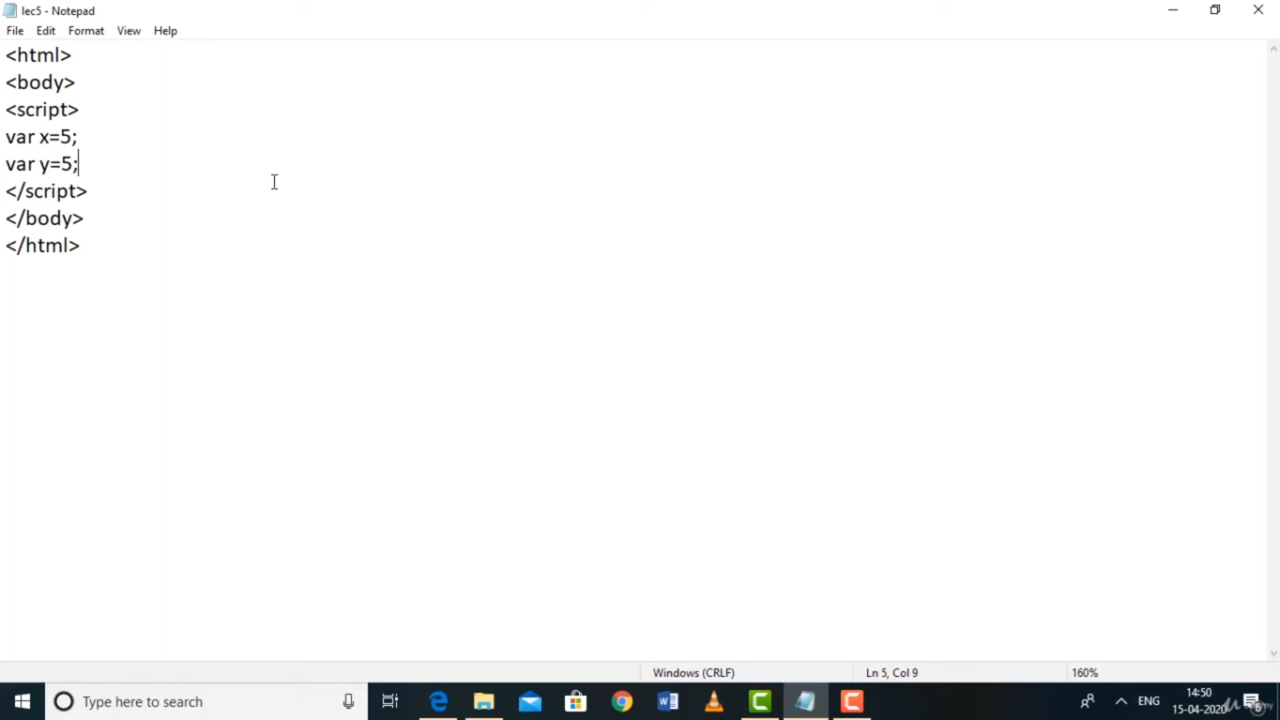 lec5 - Notepad
File Edit Format View Help
<html>
<body>
<script>
var x=5;
var y=5;
</script>
</body>
</html>
Windows (CRLF) Ln 5, Col 9 160%
Type here to search ENG 14:50
15-04-2020 6